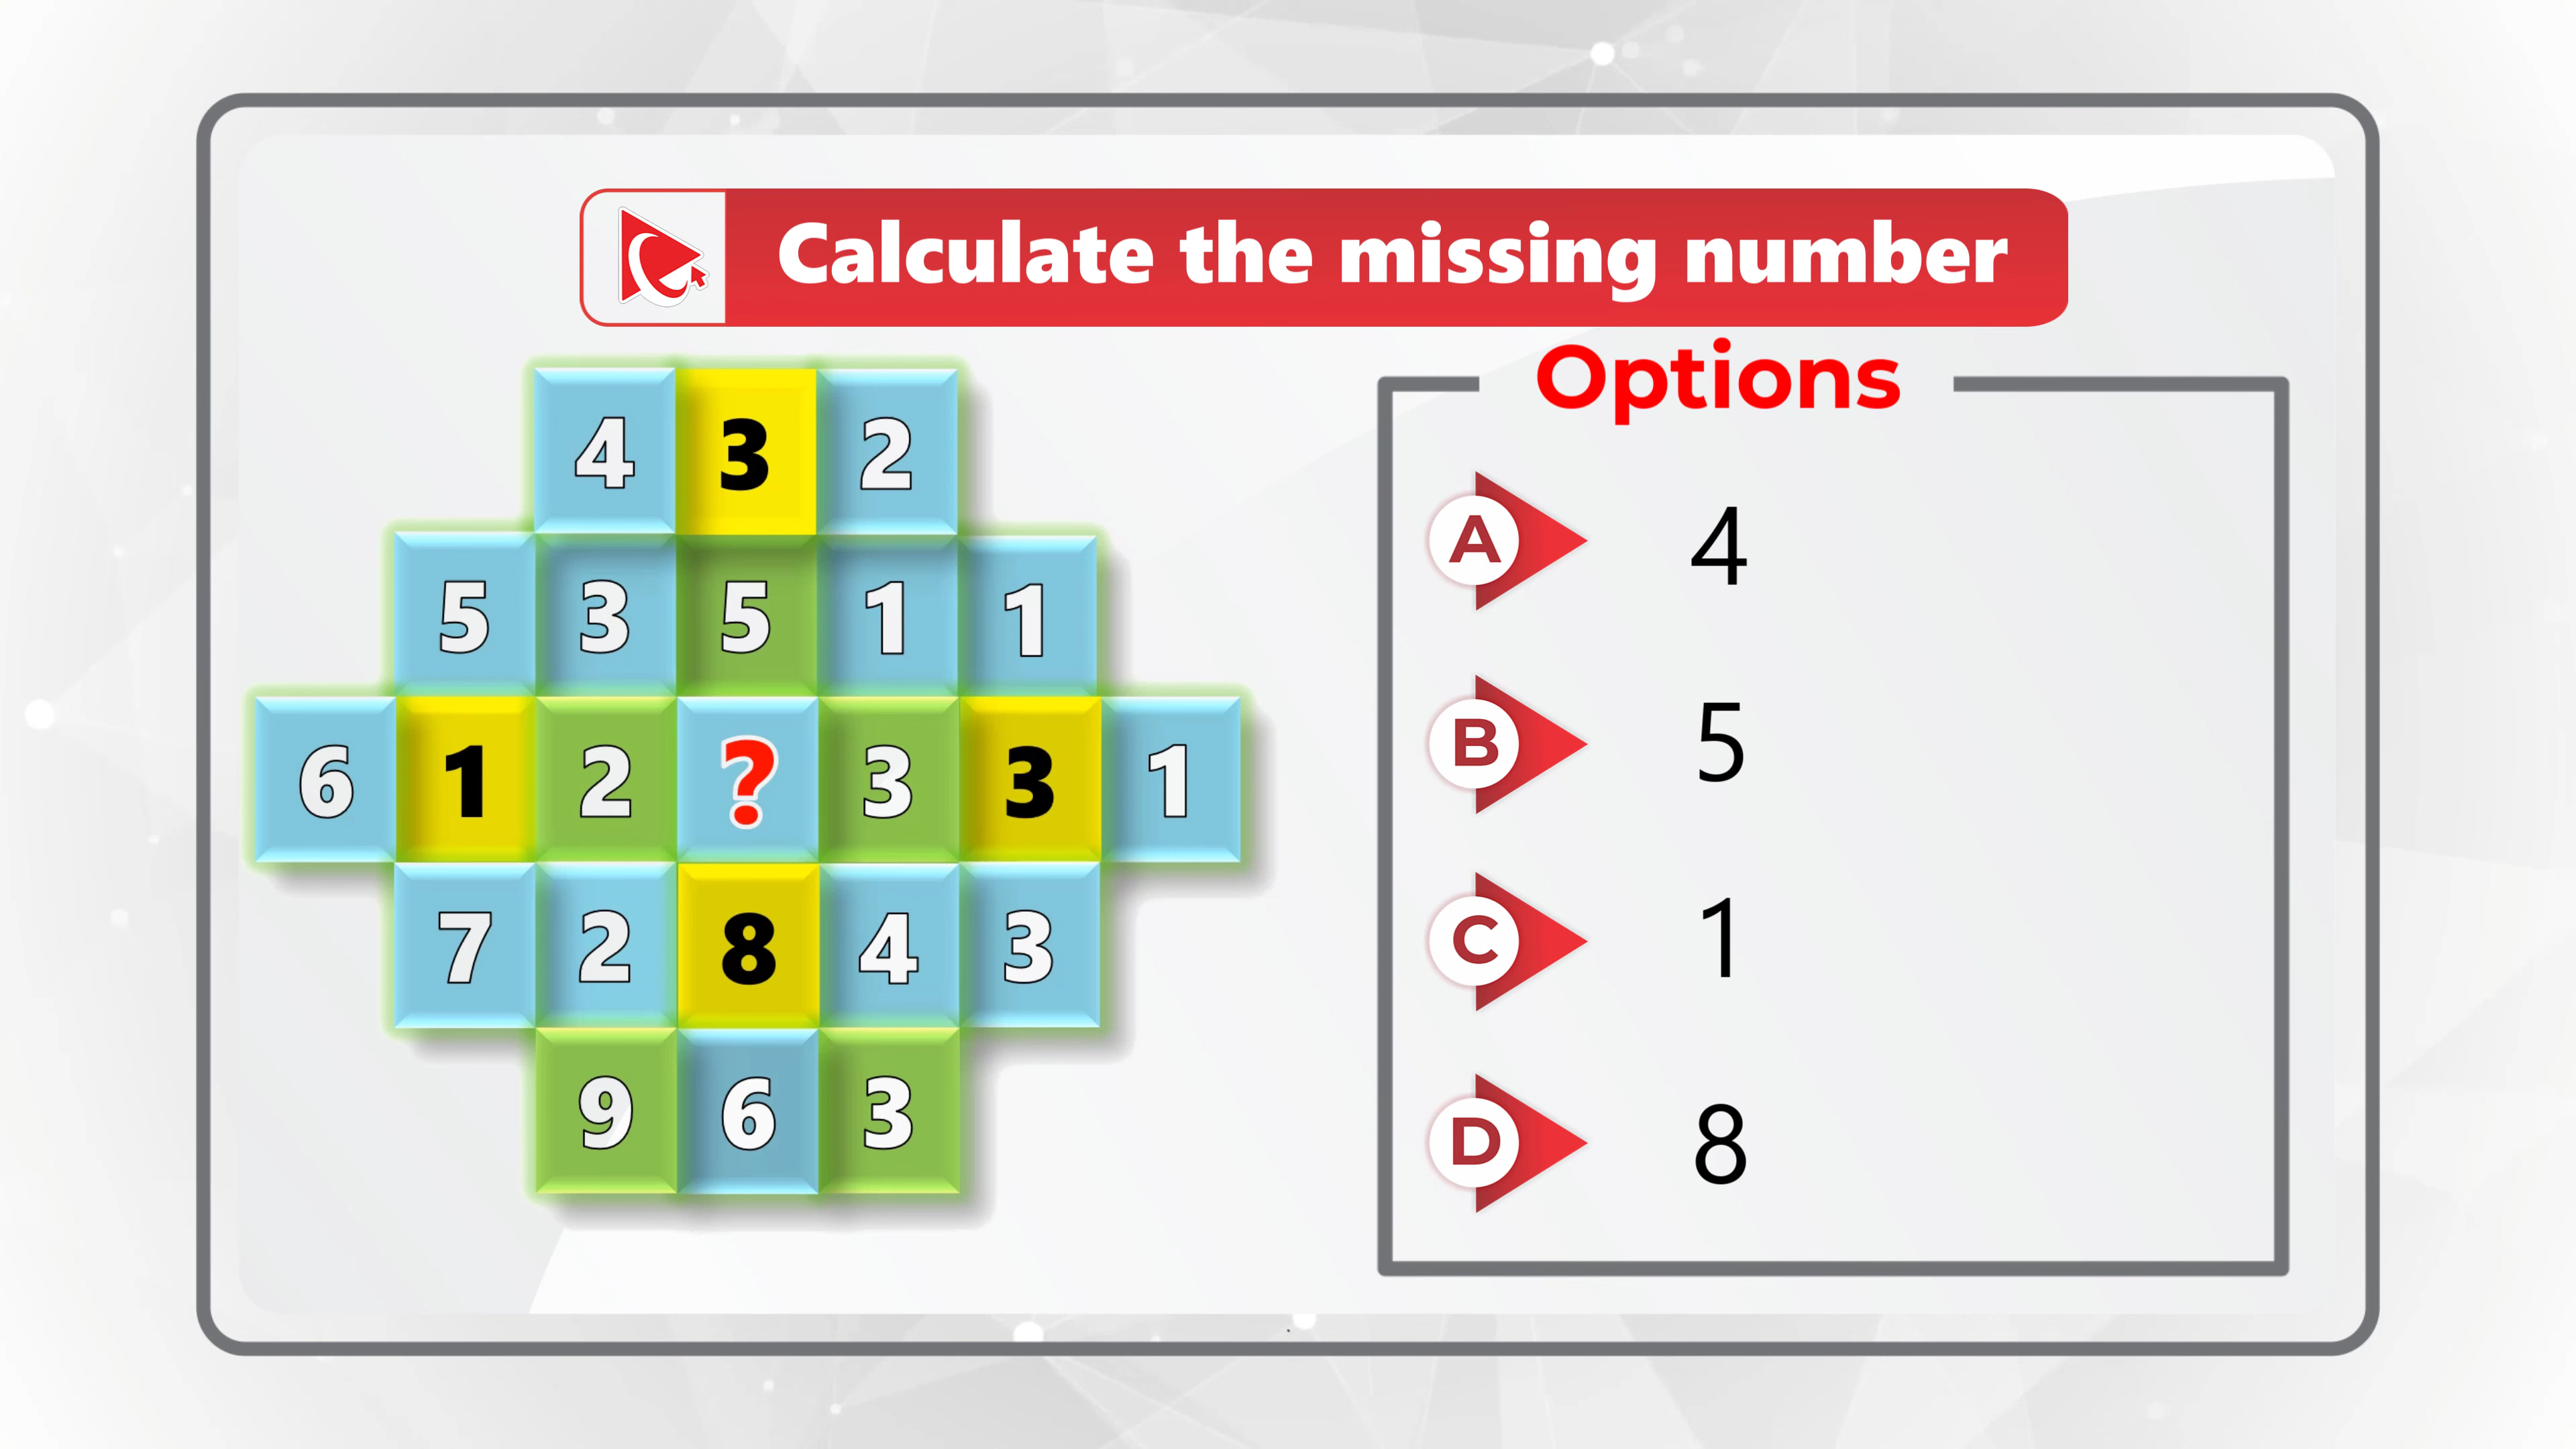 Calculate the missing number
Options
4 3 2
5 3 5 1 1
6 1 2 ? 3 3 1
7 2 8 4 3
9 6 3
A 4
B 5
C 1
D 8